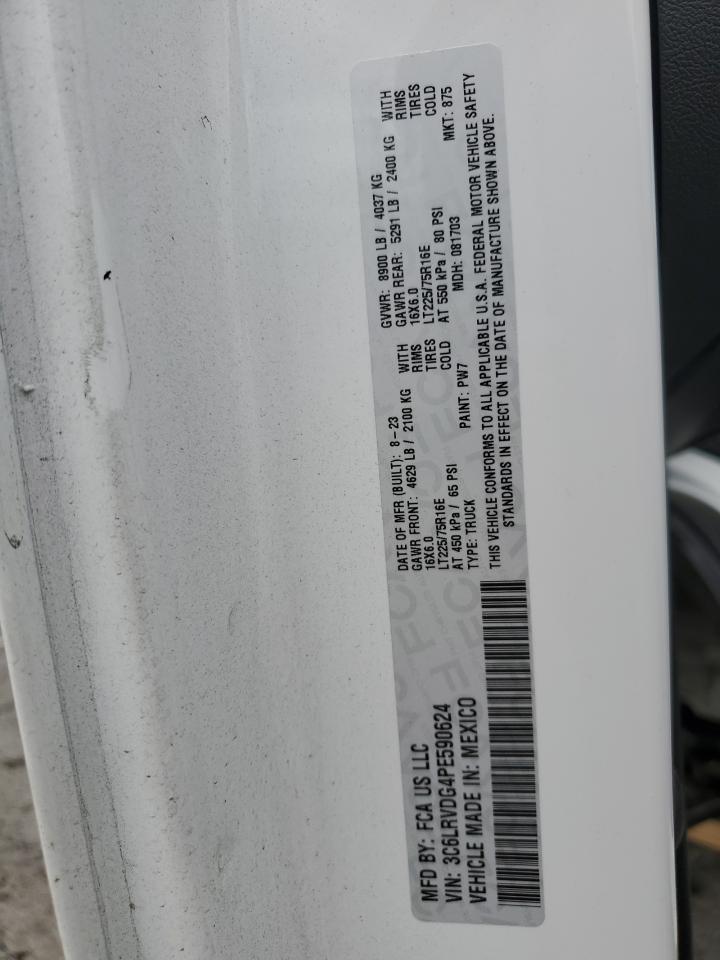 MFD BY: FCA US LLC
VIN: 3C6LRVDG4PE590624
VEHICLE MADE IN: MEXICO
DATE OF MFR (BUILT): 8-23
GAWR FRONT: 4629 LB / 2100 KG WITH
16X6.0 RIMS
LT225/75R16E TIRES
AT 450 kPa / 65 PSI COLD
TYPE: TRUCK PAINT: PW7
GVWR: 8900 LB / 4037 KG
GAWR REAR: 5291 LB / 2400 KG WITH
16X6.0 RIMS
LT225/75R16E TIRES
AT 550 kPa / 80 PSI COLD
MDH: 081703 MKT: 875
THIS VEHICLE CONFORMS TO ALL APPLICABLE U.S.A. FEDERAL MOTOR VEHICLE SAFETY
STANDARDS IN EFFECT ON THE DATE OF MANUFACTURE SHOWN ABOVE.